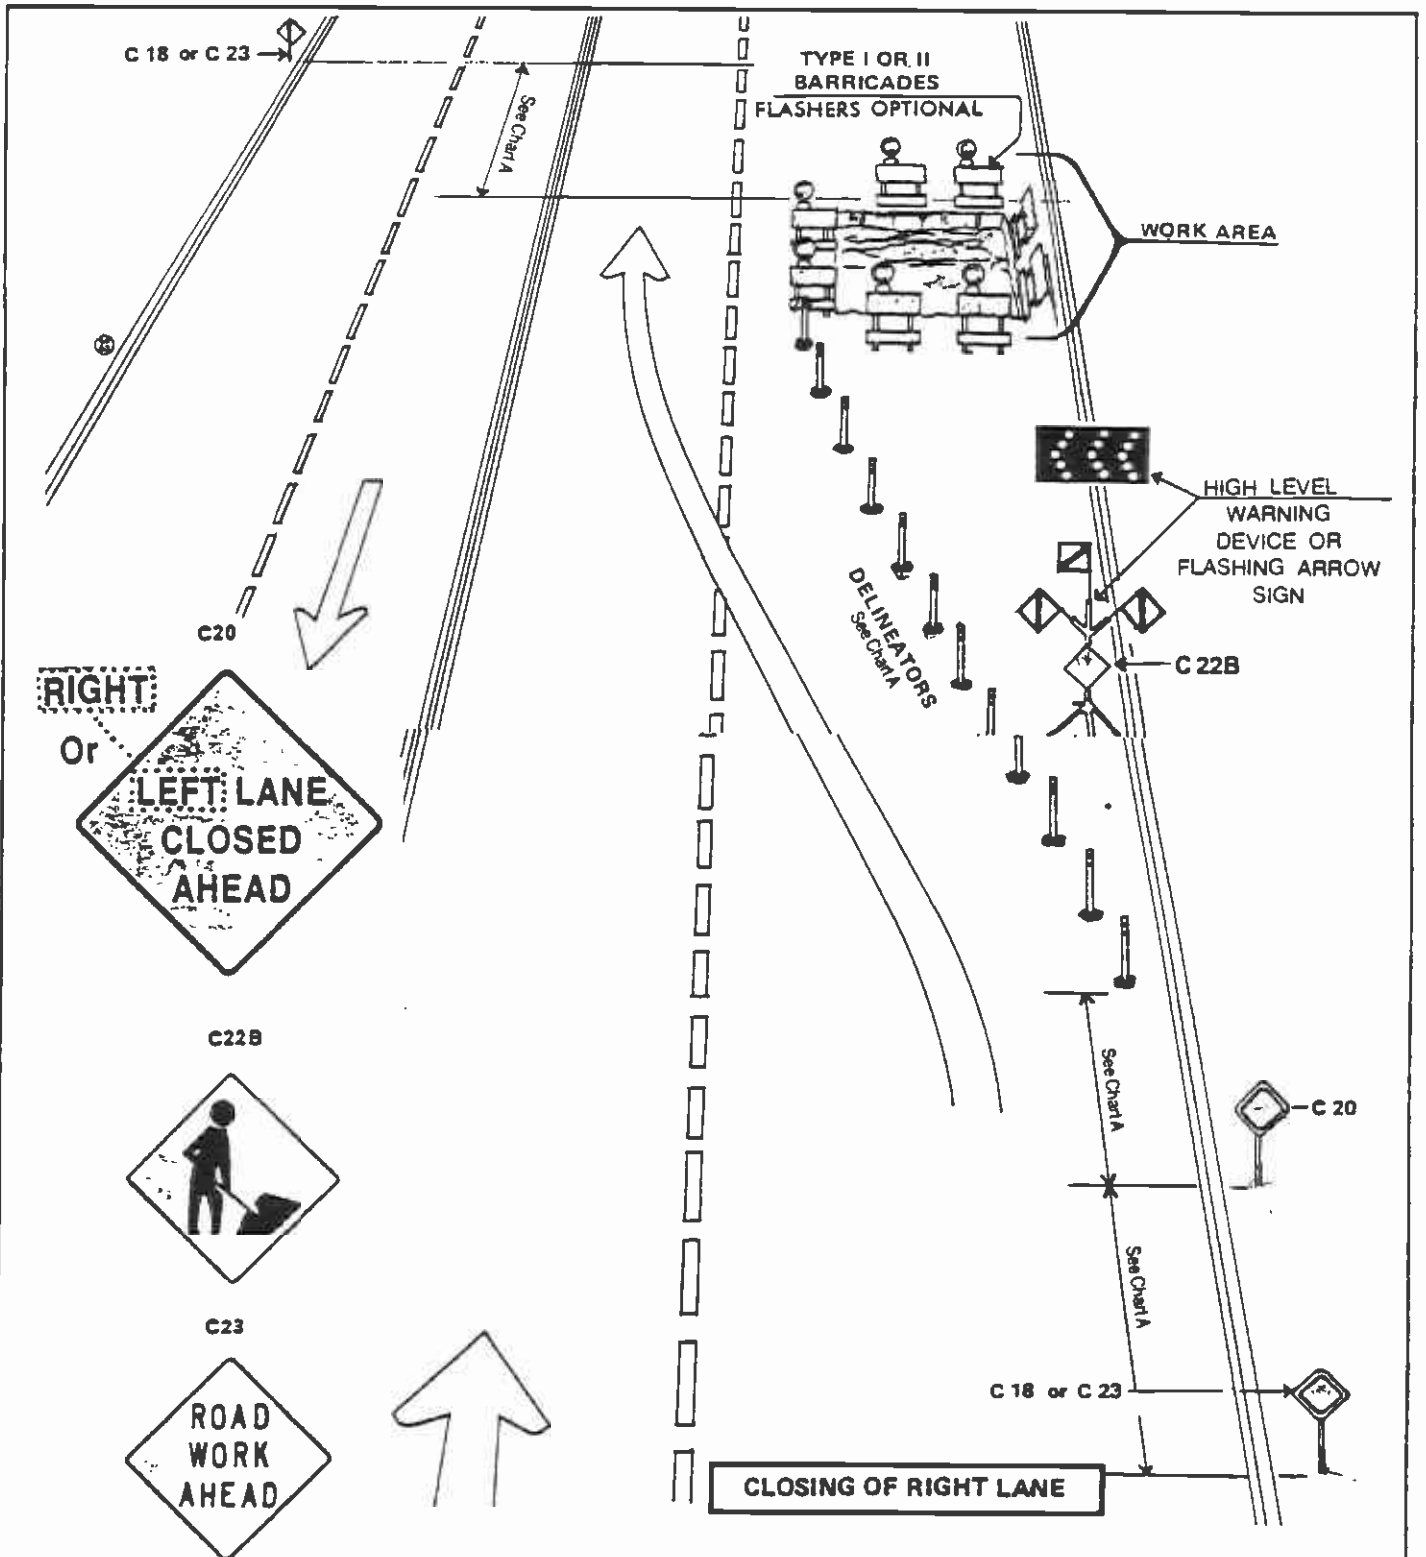 C 18 or C 23
TYPE I OR II
BARRICADES
FLASHERS OPTIONAL
See Chart A
WORK AREA
HIGH LEVEL
WARNING
DEVICE OR
FLASHING ARROW
SIGN
DELINEATORS
See Chart A
C 22B
C20
RIGHT
Or
LEFT LANE
CLOSED
AHEAD
C22B
See Chart A
C 20
See Chart A
C23
ROAD
WORK
AHEAD
C 18 or C 23
CLOSING OF RIGHT LANE